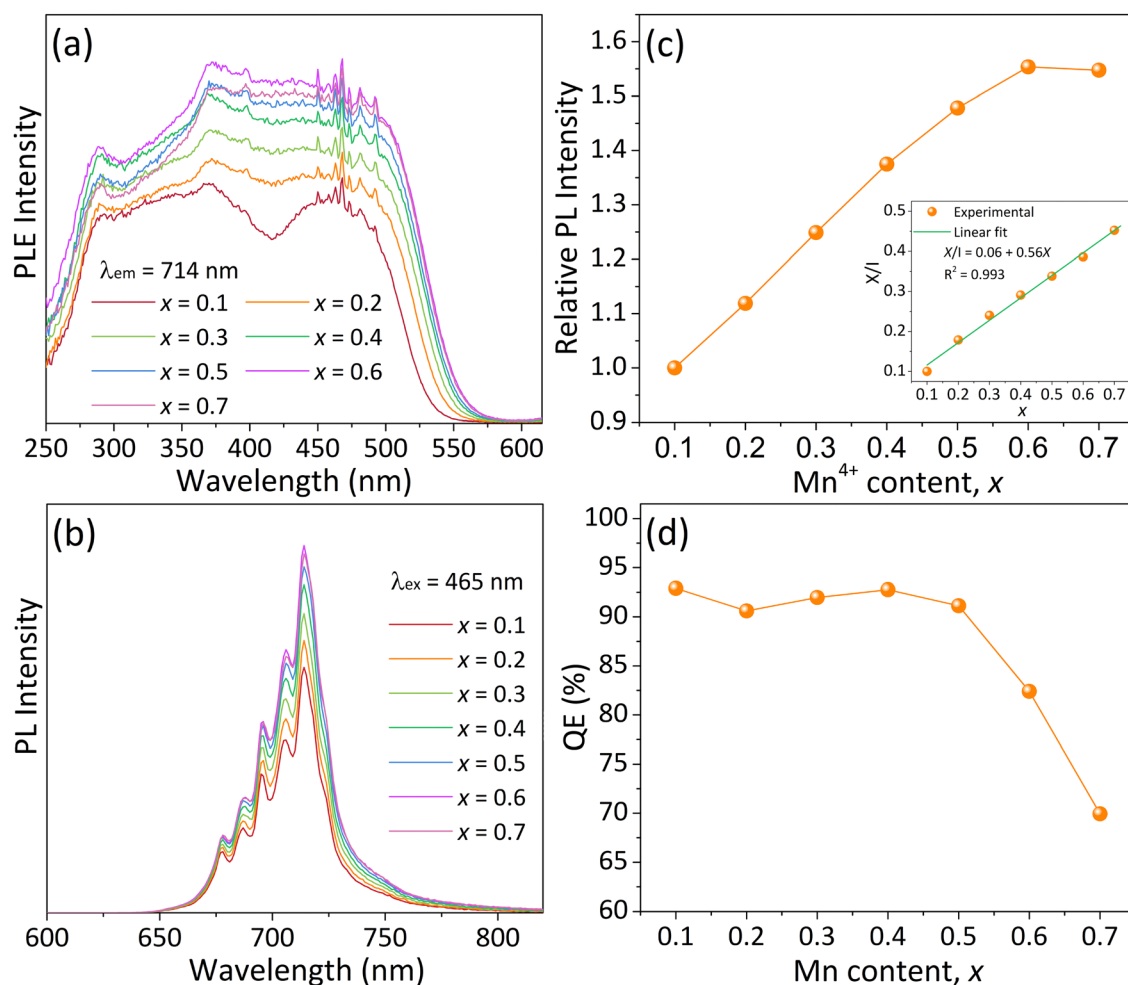 (a)
PLE Intensity
λem = 714 nm
x = 0.1
x = 0.2
x = 0.3
x = 0.4
x = 0.5
x = 0.6
x = 0.7
250 300 350 400 450 500 550 600
Wavelength (nm)
(b)
PL Intensity
λex = 465 nm
x = 0.1
x = 0.2
x = 0.3
x = 0.4
x = 0.5
x = 0.6
x = 0.7
600 650 700 750 800
Wavelength (nm)
(c)
Relative PL Intensity
1.6
1.5
1.4
1.3
1.2
1.1
1.0
0.9
0.1 0.2 0.3 0.4 0.5 0.6 0.7
Mn4+ content, x
X/I
0.5
0.4
0.3
0.2
0.1
Experimental
Linear fit
X/I = 0.06 + 0.56X
R2 = 0.993
0.1 0.2 0.3 0.4 0.5 0.6 0.7
x
(d)
QE (%)
100
95
90
85
80
75
70
65
60
0.1 0.2 0.3 0.4 0.5 0.6 0.7
Mn content, x